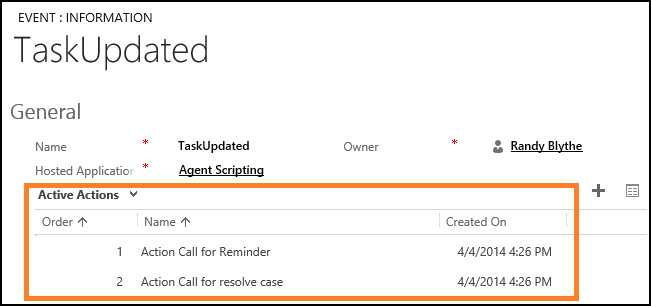 EVENT : INFORMATION
TaskUpdated
General
Name * TaskUpdated Owner * Randy Blythe
Hosted Application * Agent Scripting
Active Actions
Order Name Created On
1 Action Call for Reminder 4/4/2014 4:26 PM
2 Action Call for resolve case 4/4/2014 4:26 PM